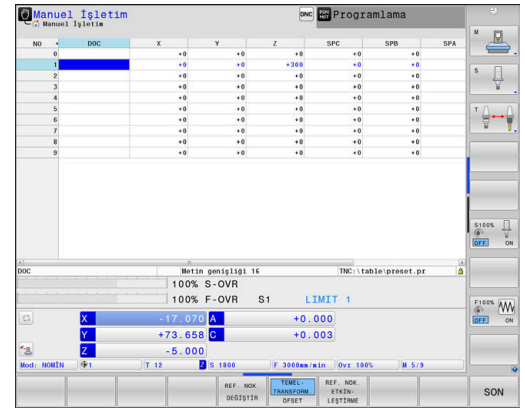 Manuel İşletim
DNC
Programlama
Manuel İşletim
NO DOC X Y Z SPC SPB SPA
0 +0 +0 +0 +0 +0
1 +0 +0 +300 +0 +0
2 +0 +0 +0 +0 +0
3 +0 +0 +0 +0 +0
4 +0 +0 +0 +0 +0
5 +0 +0 +0 +0 +0
6 +0 +0 +0 +0 +0
7 +0 +0 +0 +0 +0
8 +0 +0 +0 +0 +0
9 +0 +0 +0 +0 +0
DOC Metin genişliği 16 TNC:\table\preset.pr
100% S-OVR
100% F-OVR S1 LIMIT 1
X -17.070 A +0.000
Y +73.658 C +0.003
Z -5.000
Mod: NOMİN 1 T 12 Z S 1800 F 3000mm/min Ovr 100% M 5/9
REF. NOK. DEĞİŞTİR
TEMEL- TRANSFORM. OFSET
REF. NOK. ETKİN- LEŞTİRME
SON
M
S
T
S100%
OFF ON
F100%
OFF ON